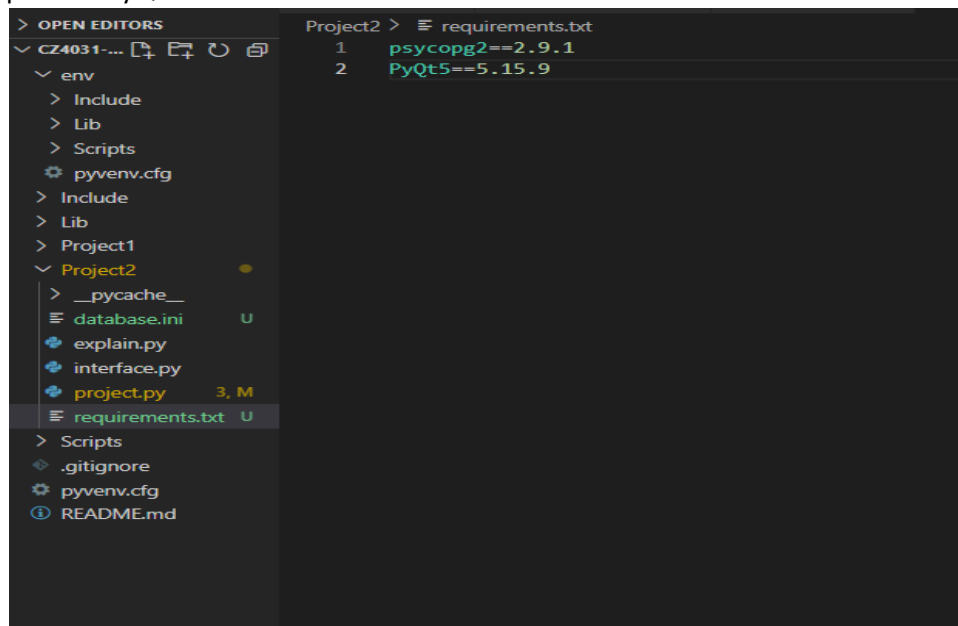 > OPEN EDITORS
CZ4031-...
env
> Include
> Lib
> Scripts
pyvenv.cfg
> Include
> Lib
> Project1
Project2
> __pycache__
database.ini U
explain.py
interface.py
project.py 3, M
requirements.txt U
> Scripts
.gitignore
pyvenv.cfg
README.md
Project2 > requirements.txt
1 psycopg2==2.9.1
2 PyQt5==5.15.9